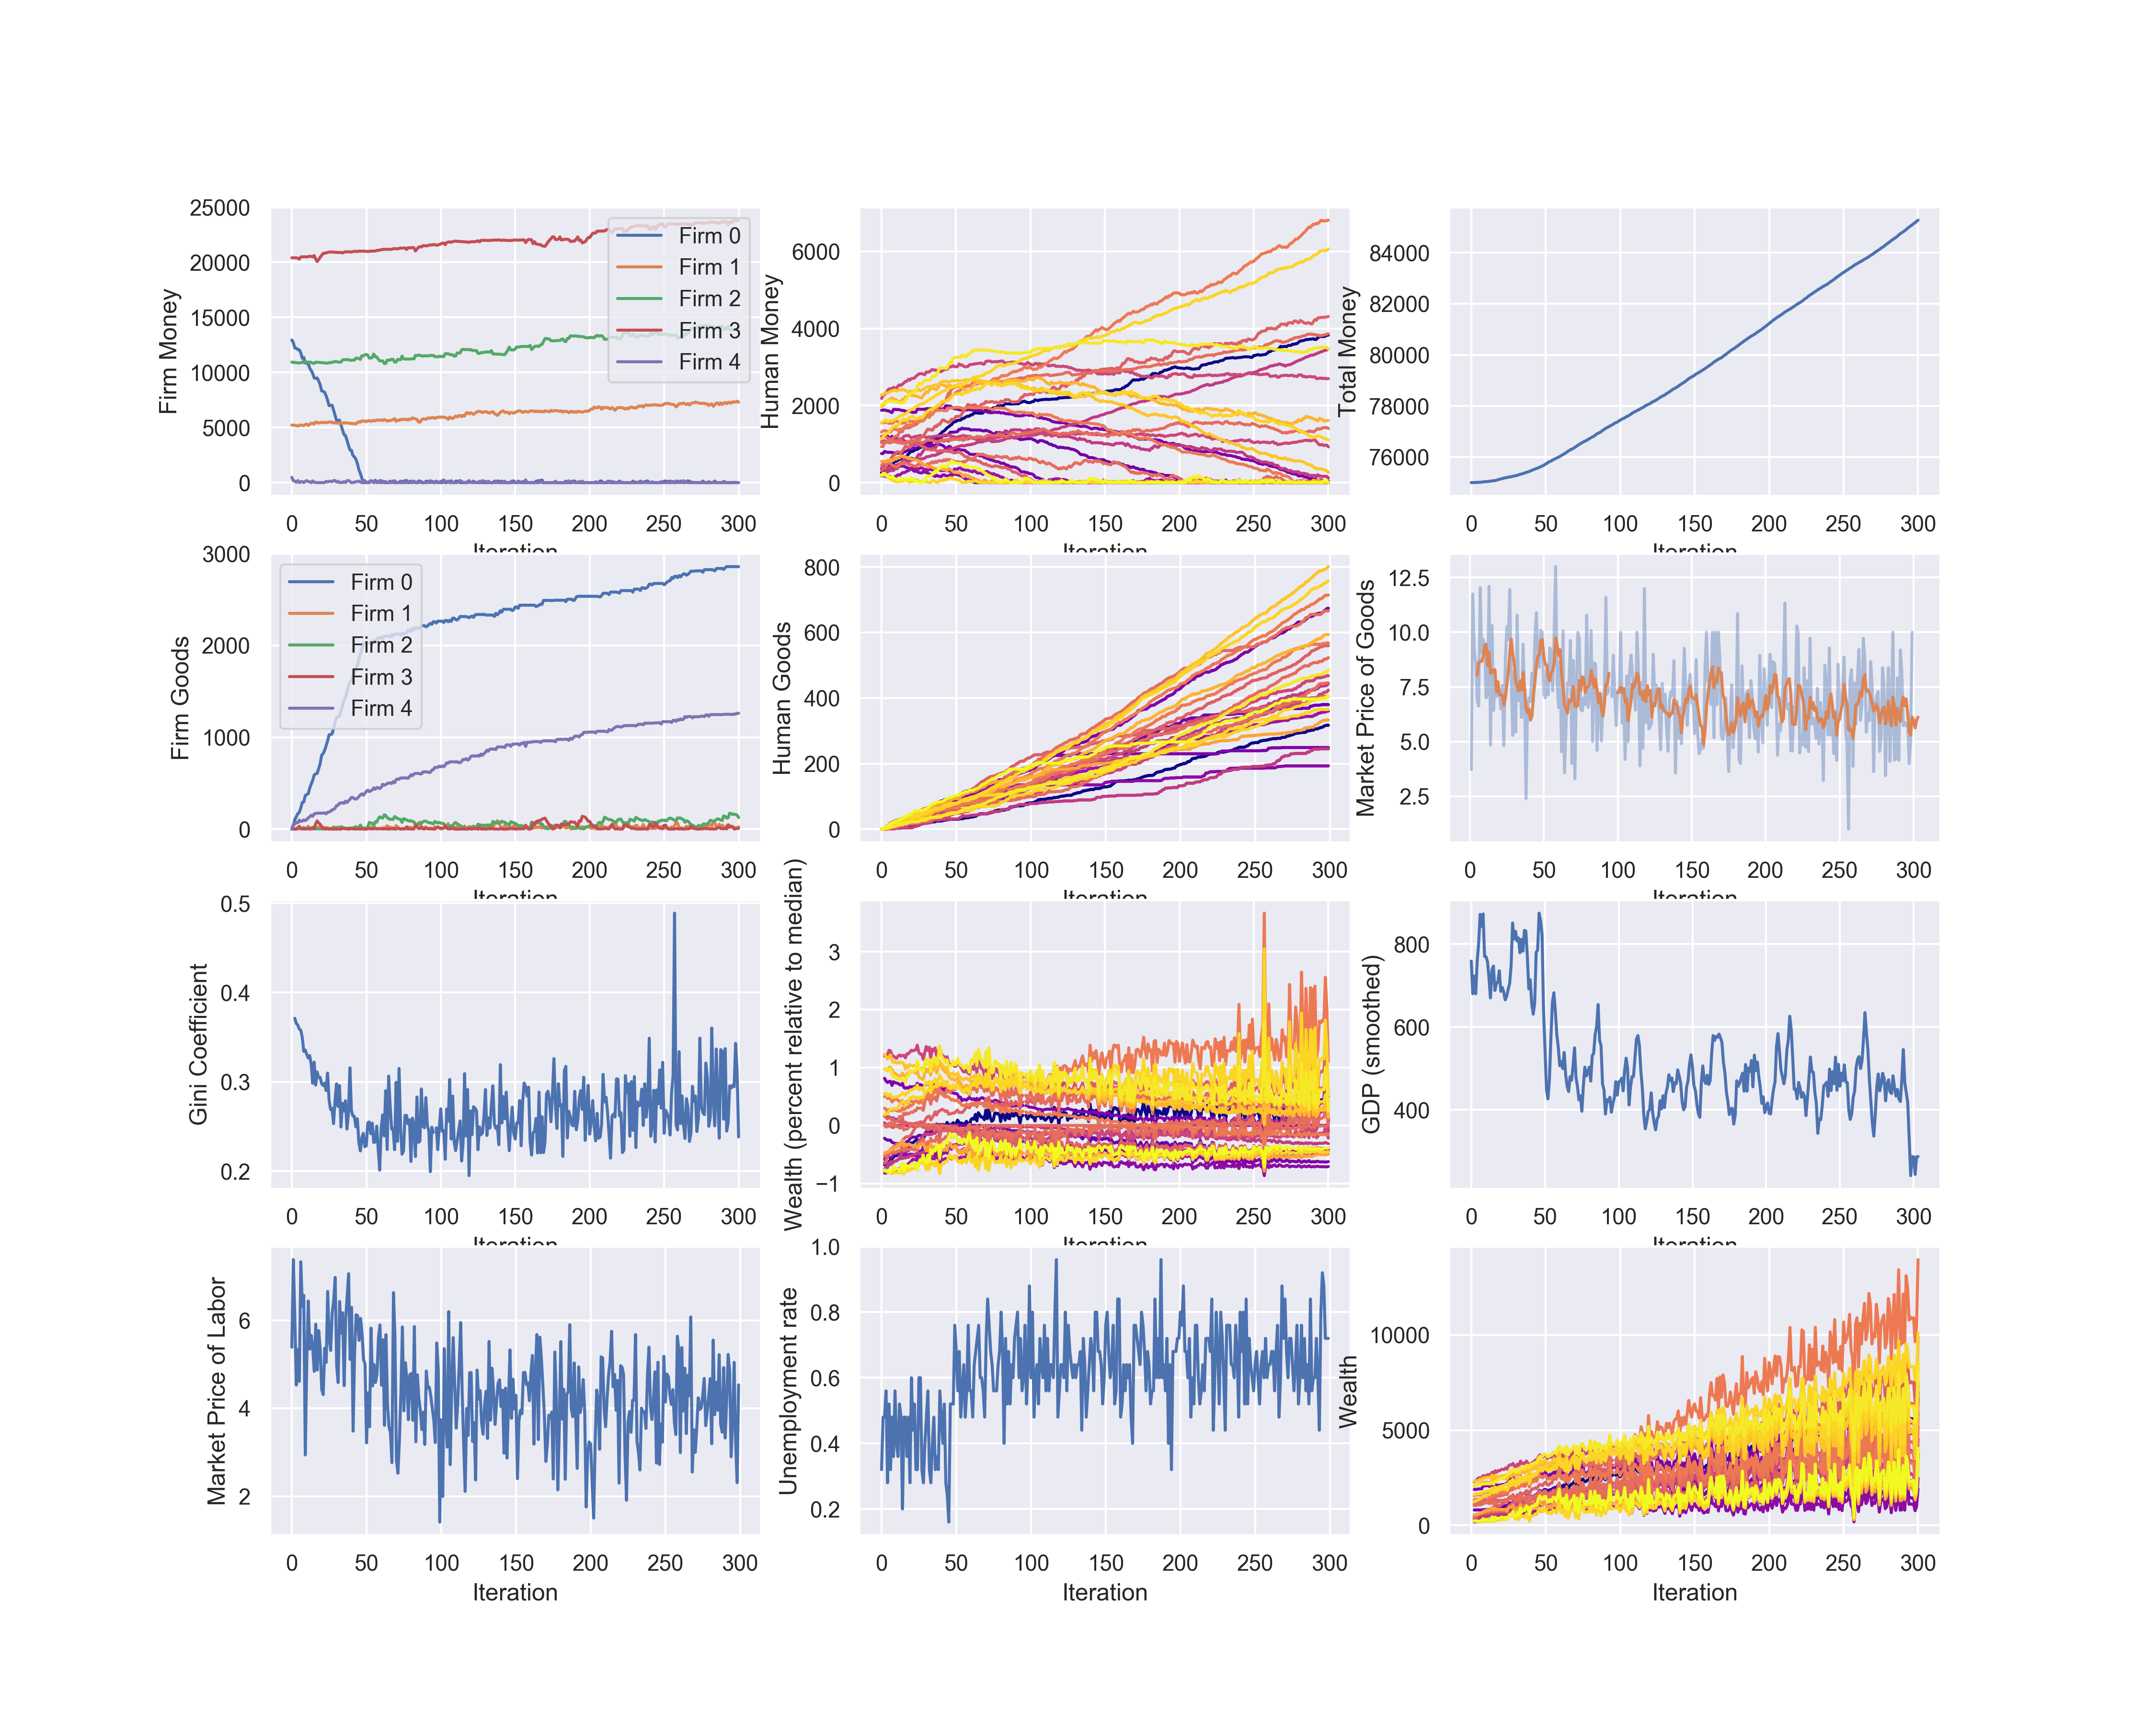 Firm Money
25000
20000
15000
10000
5000
0
Firm 0
Firm 1
Firm 2
Firm 3
Firm 4
0 50 100 150 200 250 300
Iteration
Human Money
6000
4000
2000
0
0 50 100 150 200 250 300
Iteration
Total Money
84000
82000
80000
78000
76000
0 50 100 150 200 250 300
Iteration
Firm Goods
3000
2000
1000
0
Firm 0
Firm 1
Firm 2
Firm 3
Firm 4
0 50 100 150 200 250 300
Iteration
Human Goods
800
600
400
200
0
0 50 100 150 200 250 300
Iteration
Market Price of Goods
12.5
10.0
7.5
5.0
2.5
0 50 100 150 200 250 300
Iteration
Gini Coefficient
0.5
0.4
0.3
0.2
0 50 100 150 200 250 300
Iteration
Wealth (percent relative to median)
3
2
1
0
−1
0 50 100 150 200 250 300
Iteration
GDP (smoothed)
800
600
400
0 50 100 150 200 250 300
Iteration
Market Price of Labor
6
4
2
0 50 100 150 200 250 300
Iteration
Unemployment rate
1.0
0.8
0.6
0.4
0.2
0 50 100 150 200 250 300
Iteration
Wealth
10000
5000
0
0 50 100 150 200 250 300
Iteration